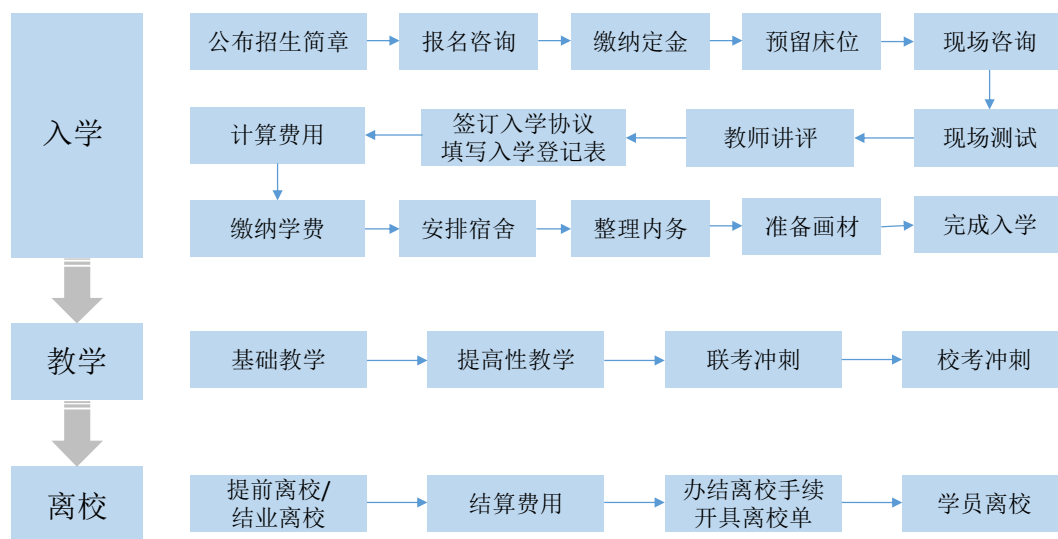 入学
公布招生简章
报名咨询
缴纳定金
预留床位
现场咨询
现场测试
教师讲评
签订入学协议
填写入学登记表
计算费用
缴纳学费
安排宿舍
整理内务
准备画材
完成入学
教学
基础教学
提高性教学
联考冲刺
校考冲刺
离校
提前离校/
结业离校
结算费用
办结离校手续
开具离校单
学员离校